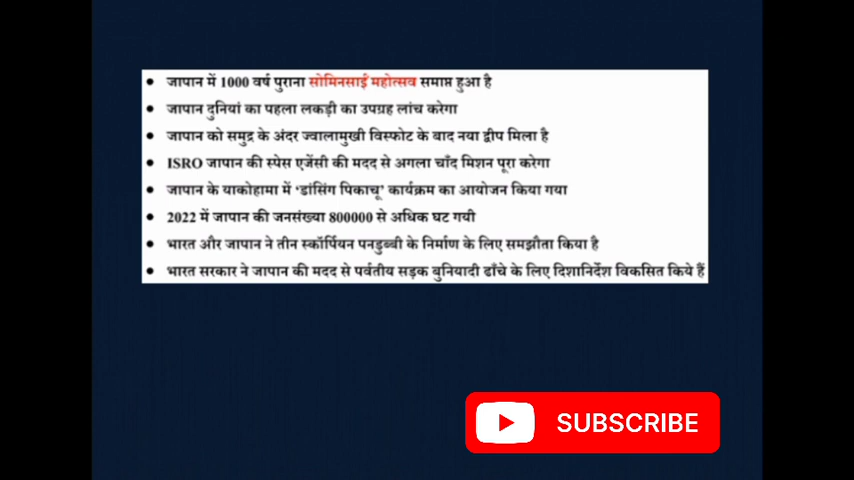 • जापान में 1000 वर्ष पुराना सोमिनसाई महोत्सव समाप्त हुआ है
• जापान दुनियां का पहला लकड़ी का उपग्रह लांच करेगा
• जापान को समुद्र के अंदर ज्वालामुखी विस्फोट के बाद नया द्वीप मिला है
• ISRO जापान की स्पेस एजेंसी की मदद से अगला चाँद मिशन पूरा करेगा
• जापान के याकोहामा में 'डांसिंग पिकाचू' कार्यक्रम का आयोजन किया गया
• 2022 में जापान की जनसंख्या 800000 से अधिक घट गयी
• भारत और जापान ने तीन स्कॉर्पियन पनडुब्बी के निर्माण के लिए समझौता किया है
• भारत सरकार ने जापान की मदद से पर्वतीय सड़क बुनियादी ढाँचे के लिए दिशानिर्देश विकसित किये हैं
SUBSCRIBE